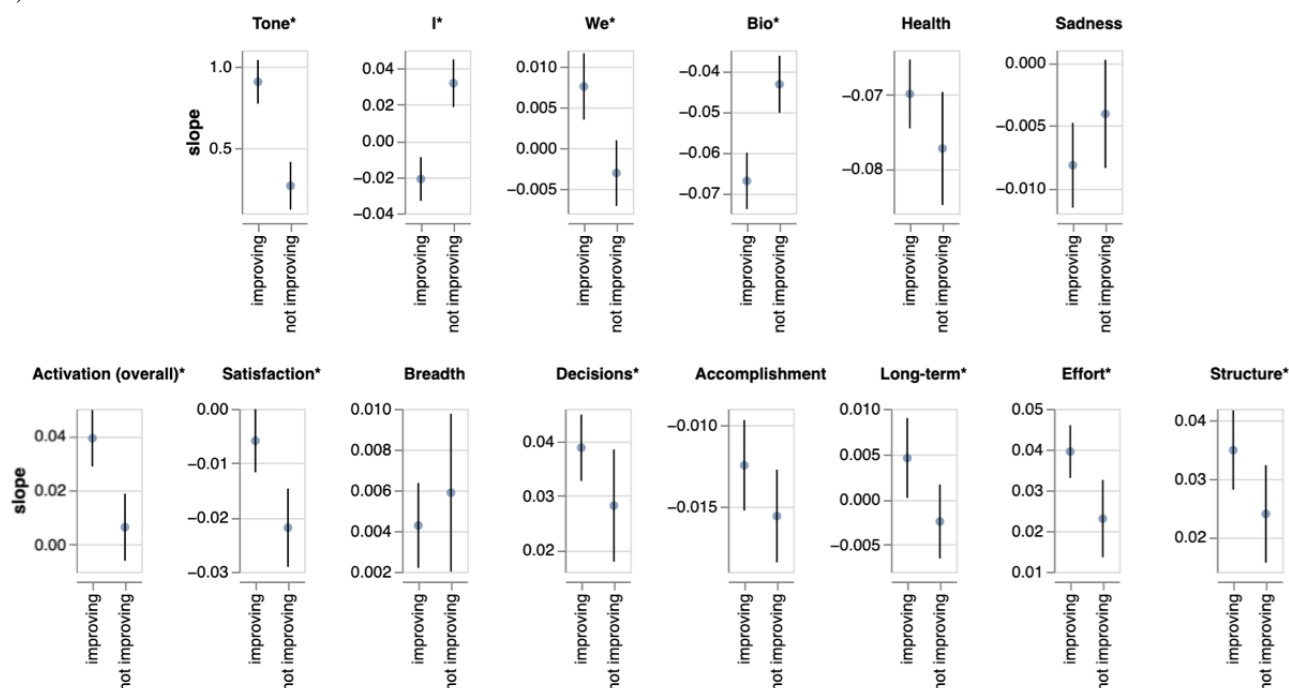 Tone* I* We* Bio* Health Sadness
slope
1.0 0.5
0.04 0.02 0.00 −0.02 −0.04
0.010 0.005 0.000 −0.005
−0.04 −0.05 −0.06 −0.07
−0.07 −0.08
0.000 −0.005 −0.010
improving not improving improving not improving improving not improving improving not improving improving not improving improving not improving
Activation (overall)* Satisfaction* Breadth Decisions* Accomplishment Long-term* Effort* Structure*
slope
0.04 0.02 0.00
0.00 −0.01 −0.02 −0.03
0.010 0.008 0.006 0.004 0.002
0.04 0.03 0.02
−0.010 −0.015
0.010 0.005 0.000 −0.005
0.05 0.04 0.03 0.02 0.01
0.04 0.03 0.02
improving not improving improving not improving improving not improving improving not improving improving not improving improving not improving improving not improving improving not improving